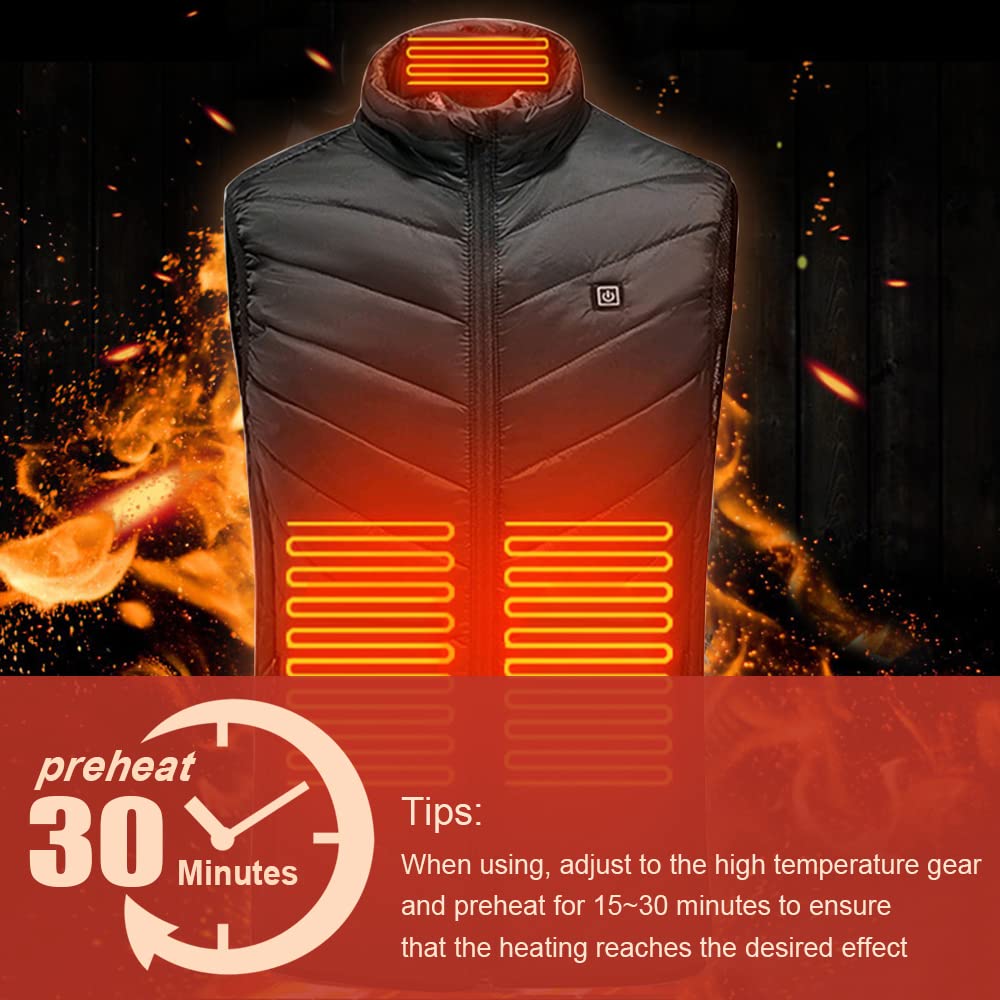 preheat
30
Minutes
Tips:
When using, adjust to the high temperature gear
and preheat for 15~30 minutes to ensure
that the heating reaches the desired effect